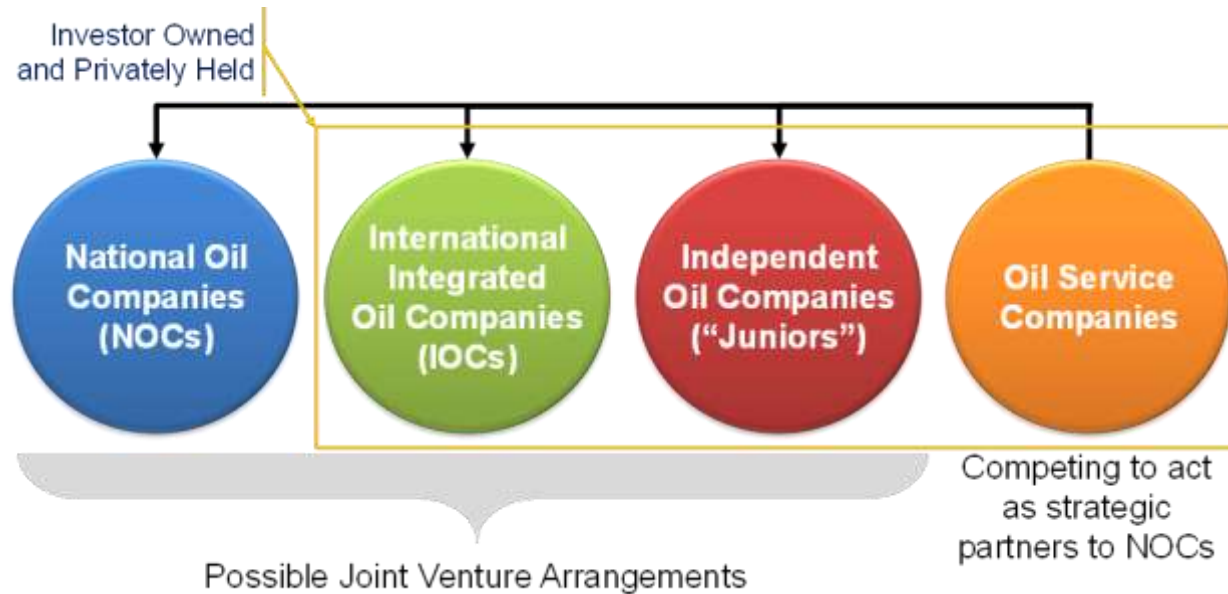 Investor Owned
and Privately Held
National Oil
Companies
(NOCs)
International
Integrated
Oil Companies
(IOCs)
Independent
Oil Companies
(“Juniors”)
Oil Service
Companies
Possible Joint Venture Arrangements
Competing to act
as strategic
partners to NOCs